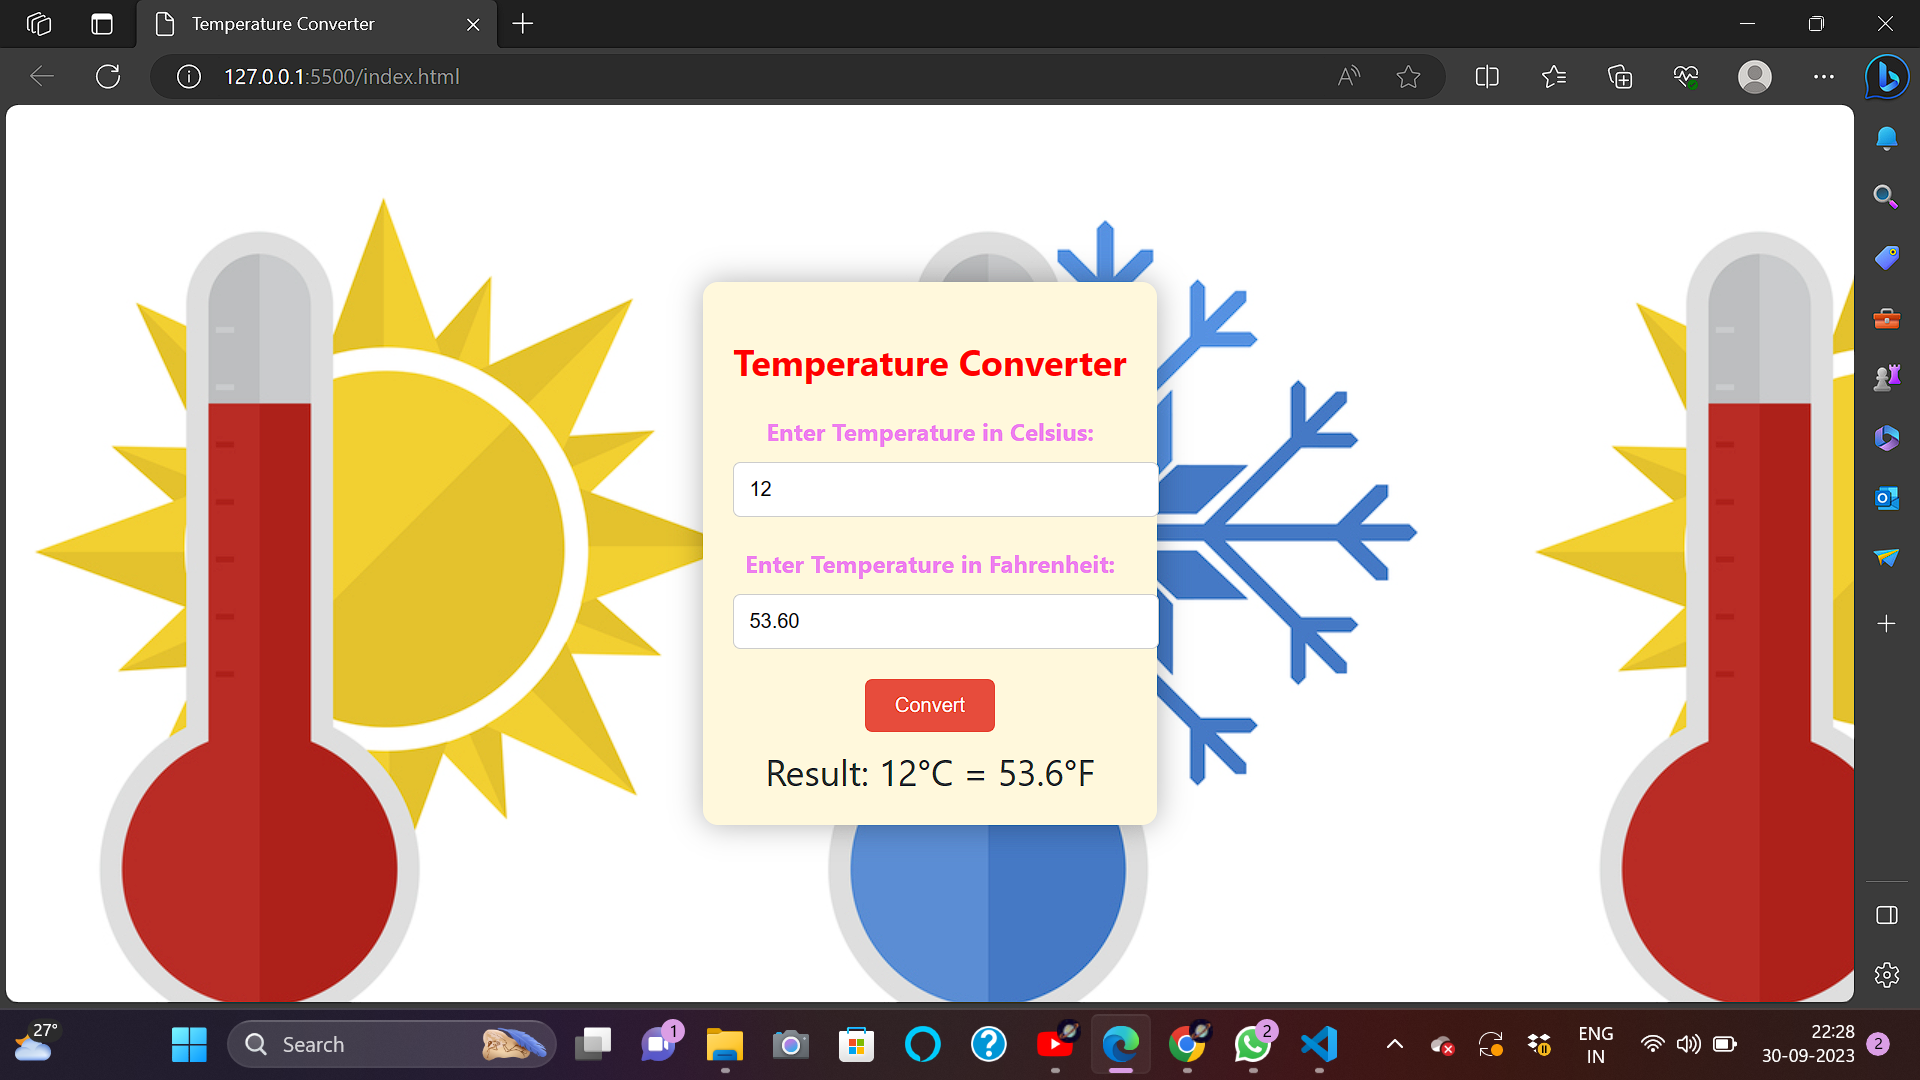 Temperature Converter
127.0.0.1:5500/index.html
Temperature Converter
Enter Temperature in Celsius:
12
Enter Temperature in Fahrenheit:
53.60
Convert
Result: 12°C = 53.6°F
27°
Search
1
2
ENG
IN
22:28
30-09-2023
2